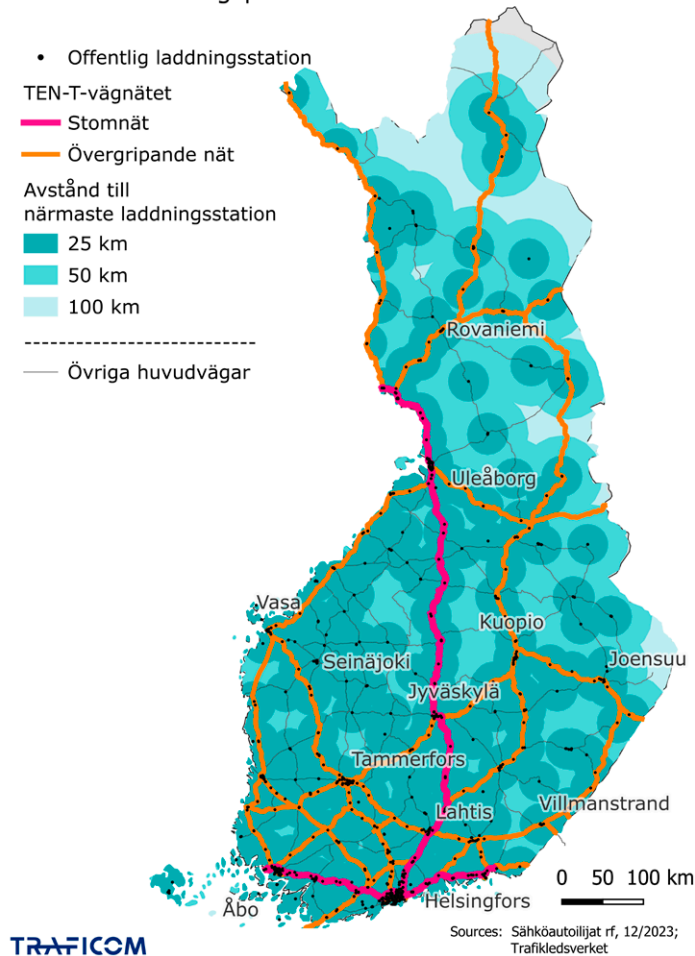 Offentlig laddningsstation
TEN-T-vägnätet
Stomnät
Övergripande nät
Avstånd till
närmaste laddningsstation
25 km
50 km
100 km
Övriga huvudvägar
Rovaniemi
Uleåborg
Vasa
Kuopio
Seinäjoki
Joensuu
Jyväskylä
Tammerfors
Lahtis
Villmanstrand
Åbo
Helsingfors
0 50 100 km
Sources: Sähköautoilijat rf, 12/2023;
Trafikledsverket
TRAFICOM